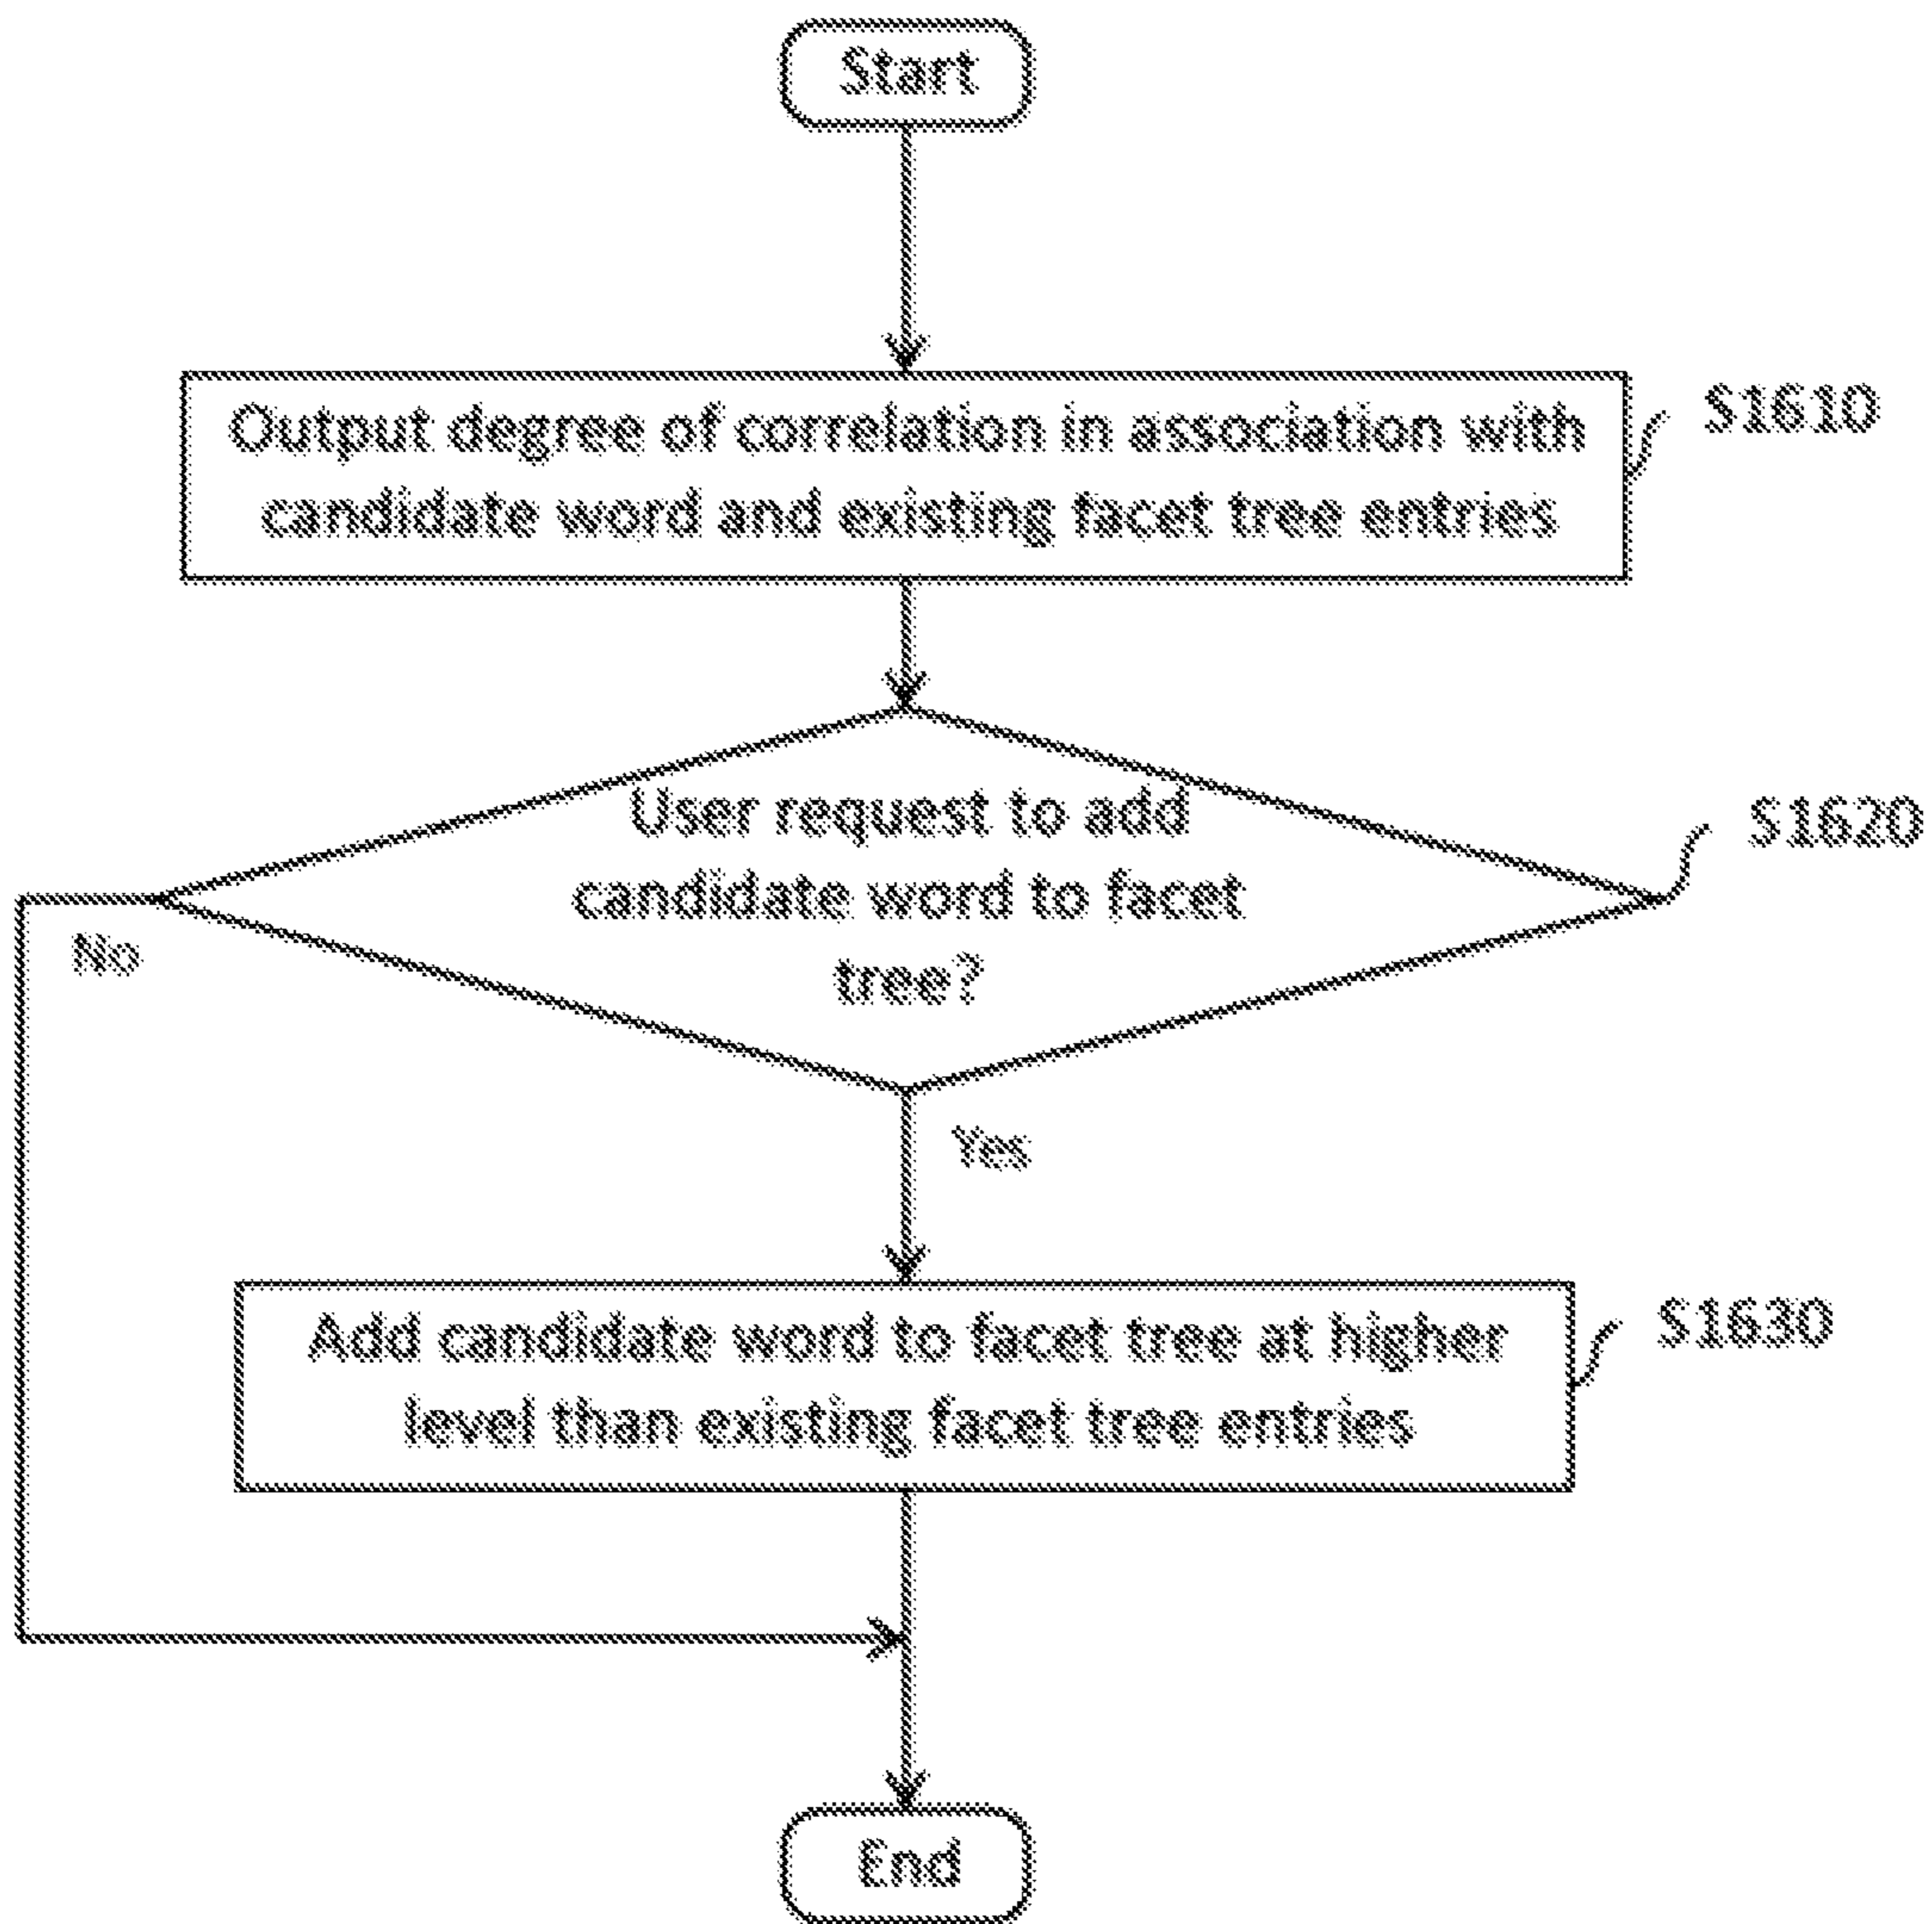 Start
Output degree of correlation in association with
candidate word and existing facet tree entries
S1610
User request to add
candidate word to facet
tree?
S1620
No
Yes
Add candidate word to facet tree at higher
level than existing facet tree entries
S1630
End